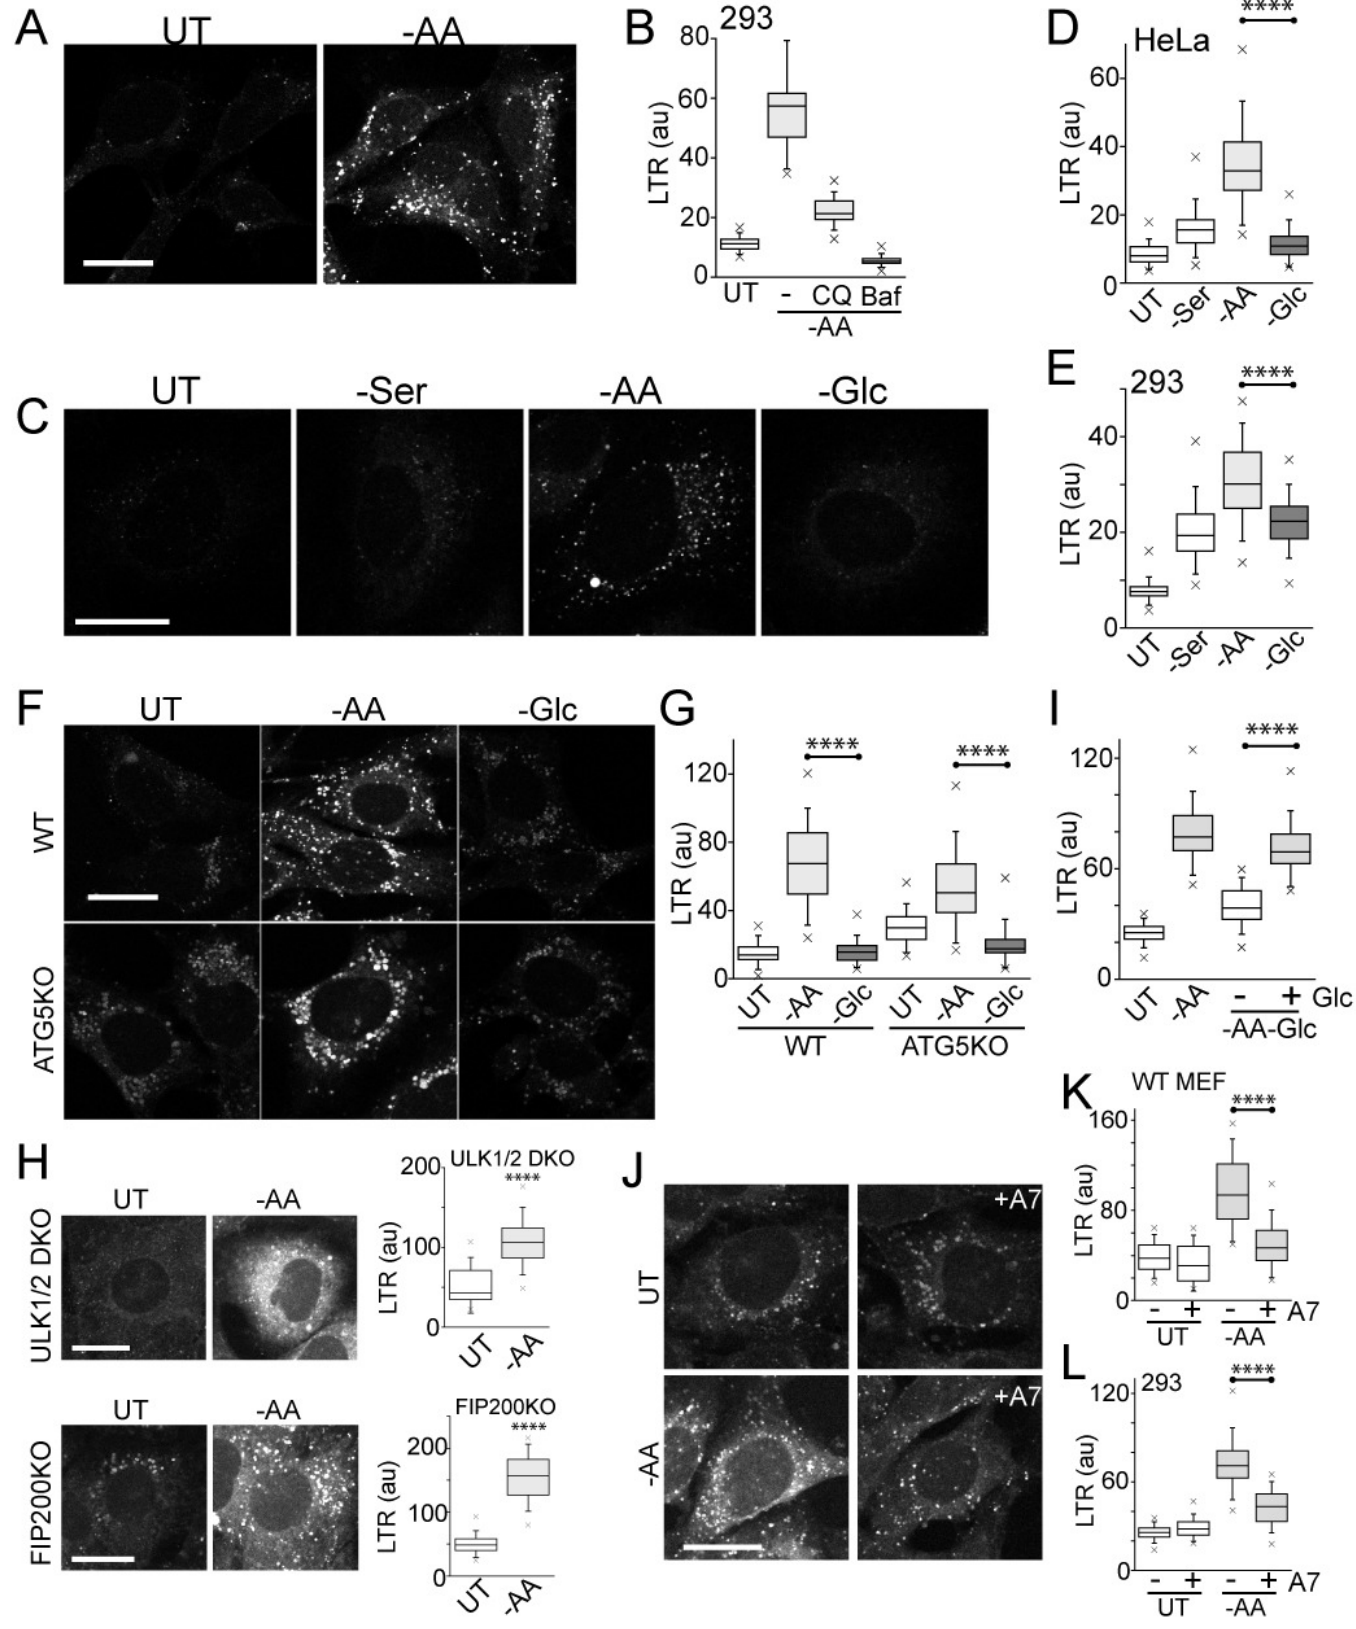 A
UT
-AA
B
293
LTR (au)
80
60
40
20
0
UT
-
CQ
Baf
-AA
D
HeLa
****
LTR (au)
60
40
20
0
UT
-Ser
-AA
-Glc
C
UT
-Ser
-AA
-Glc
E
293
****
LTR (au)
40
20
0
UT
-Ser
-AA
-Glc
F
UT
-AA
-Glc
WT
ATG5KO
G
****
****
LTR (au)
120
80
40
0
UT
-AA
-Glc
UT
-AA
-Glc
WT
ATG5KO
I
****
LTR (au)
120
60
0
UT
-AA
-
+
Glc
-AA-Glc
H
UT
-AA
ULK1/2 DKO
ULK1/2 DKO
****
LTR (au)
200
100
0
UT
-AA
UT
-AA
FIP200KO
FIP200KO
****
LTR (au)
200
100
0
UT
-AA
J
+A7
UT
+A7
-AA
K
WT MEF
****
LTR (au)
160
80
0
- + - + A7
UT
-AA
L
293
****
LTR (au)
120
60
0
- + - + A7
UT
-AA